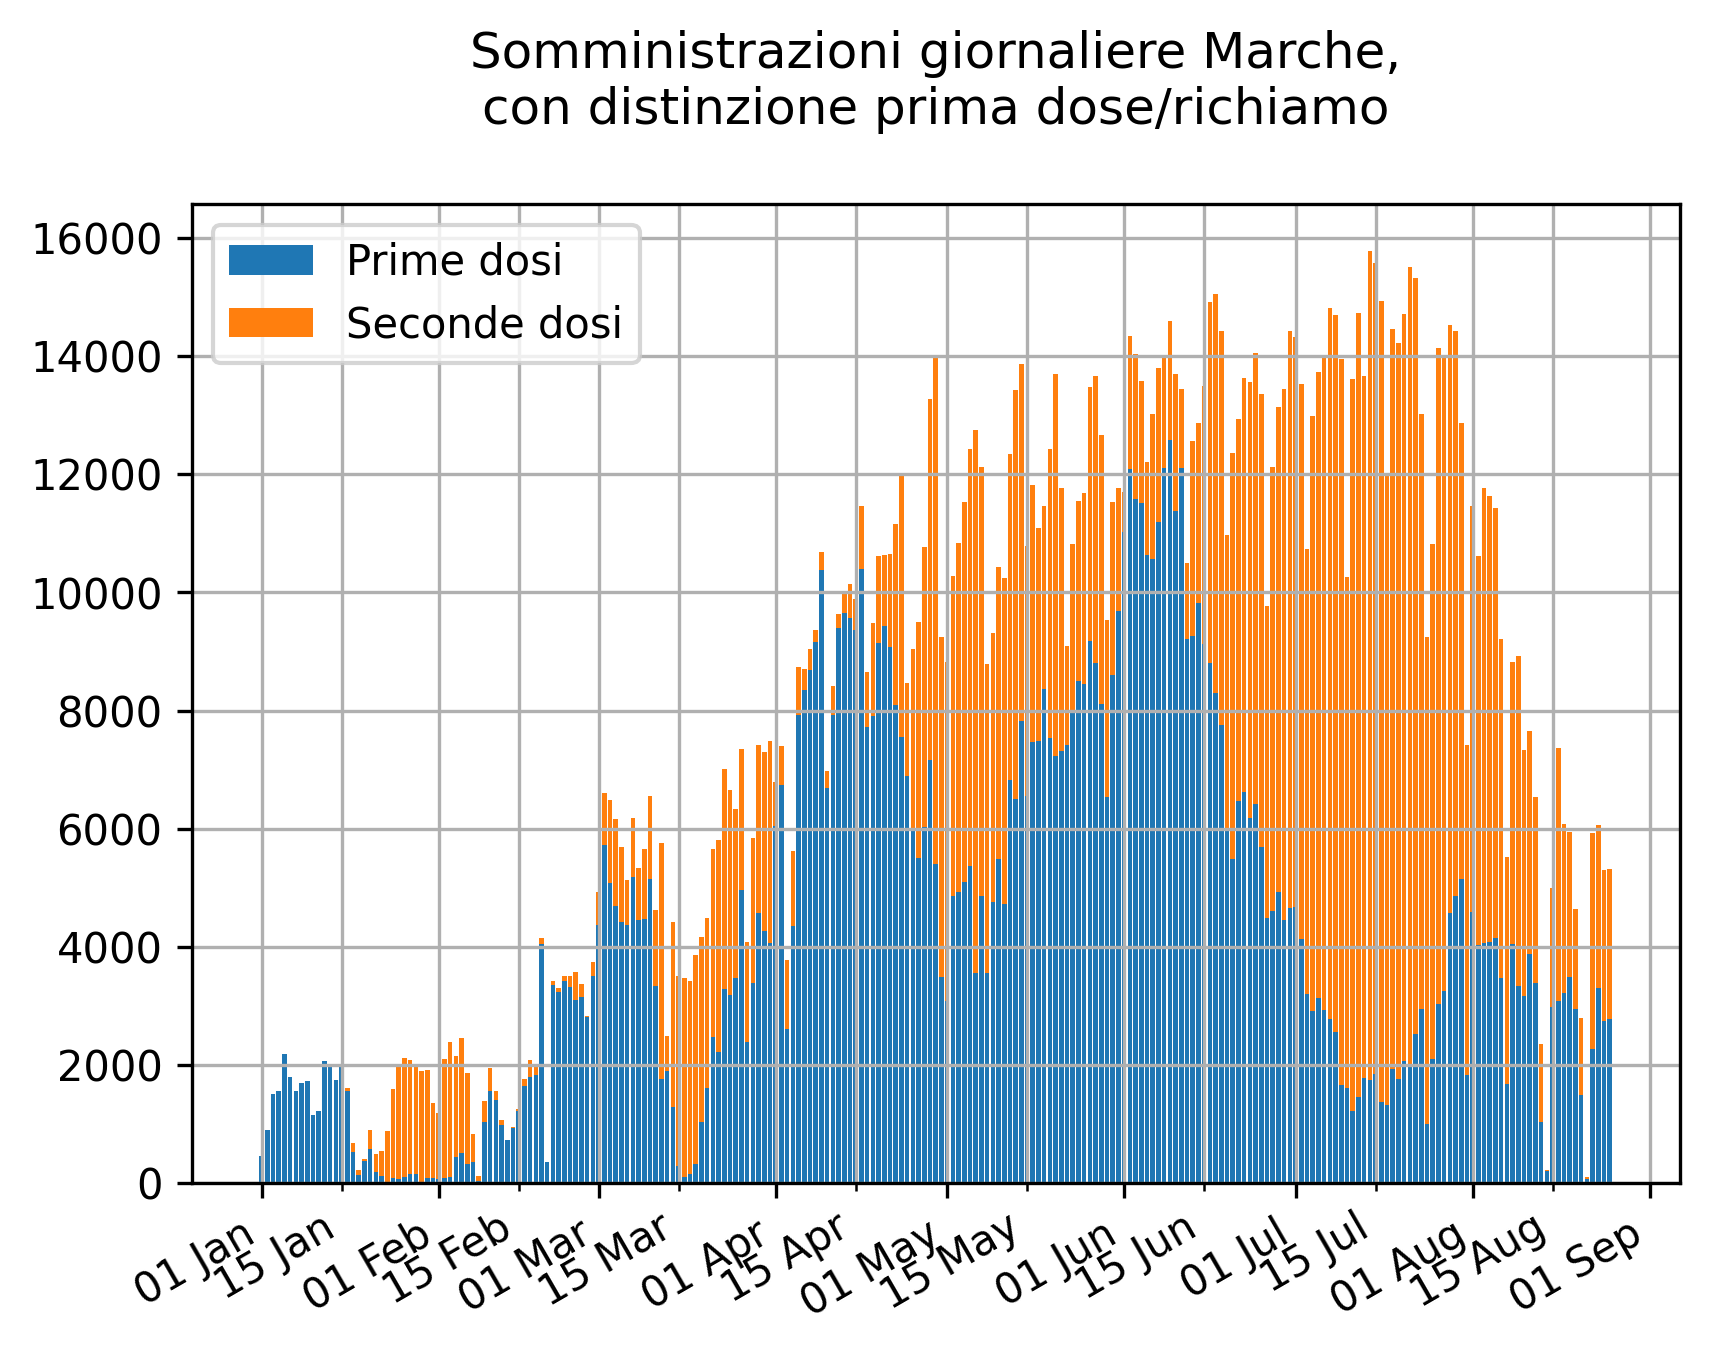 Somministrazioni giornaliere Marche,
con distinzione prima dose/richiamo
Prime dosi
Seconde dosi
16000
14000
12000
10000
8000
6000
4000
2000
0
01 Jan
15 Jan
01 Feb
15 Feb
01 Mar
15 Mar
01 Apr
15 Apr
01 May
15 May
01 Jun
15 Jun
01 Jul
15 Jul
01 Aug
15 Aug
01 Sep